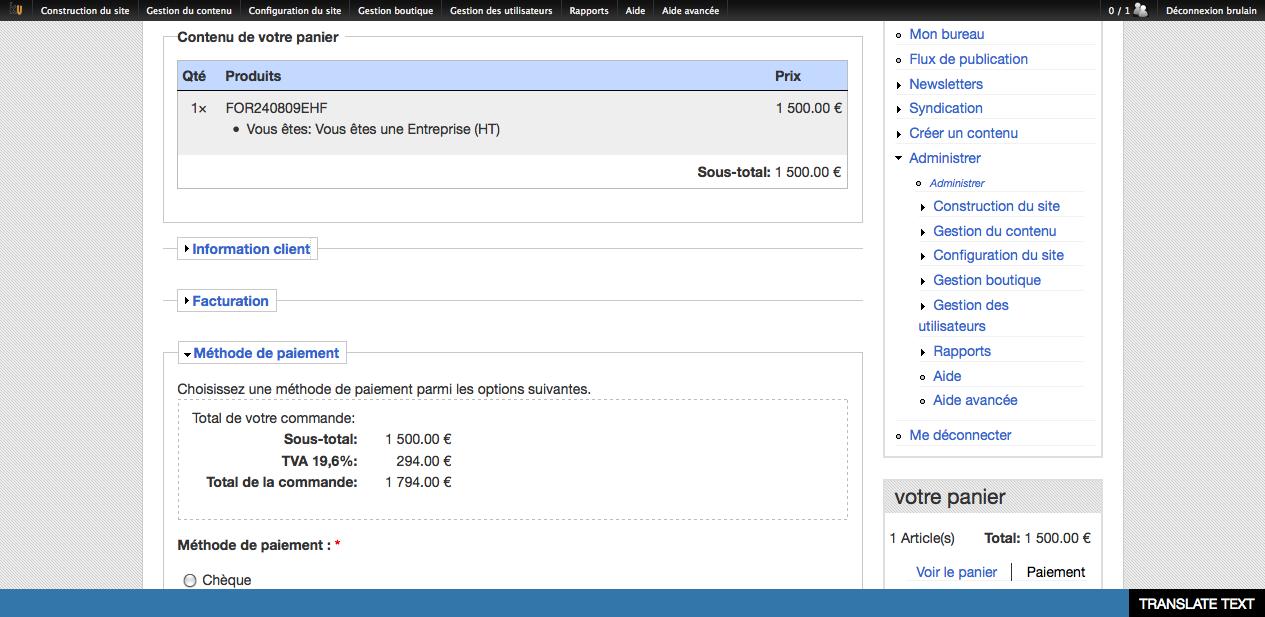 Construction du site Gestion du contenu Configuration du site Gestion boutique Gestion des utilisateurs Rapports Aide Aide avancée 0 / 1 Déconnexion brulain
Contenu de votre panier
Qté Produits Prix
1× FOR240809EHF 1 500.00 €
• Vous êtes: Vous êtes une Entreprise (HT)
Sous-total: 1 500.00 €
Information client
Facturation
Méthode de paiement
Choisissez une méthode de paiement parmi les options suivantes.
Total de votre commande:
Sous-total: 1 500.00 €
TVA 19,6%: 294.00 €
Total de la commande: 1 794.00 €
Méthode de paiement : *
Chèque
Mon bureau
Flux de publication
Newsletters
Syndication
Créer un contenu
Administrer
Administrer
Construction du site
Gestion du contenu
Configuration du site
Gestion boutique
Gestion des
utilisateurs
Rapports
Aide
Aide avancée
Me déconnecter
votre panier
1 Article(s) Total: 1 500.00 €
Voir le panier Paiement
TRANSLATE TEXT